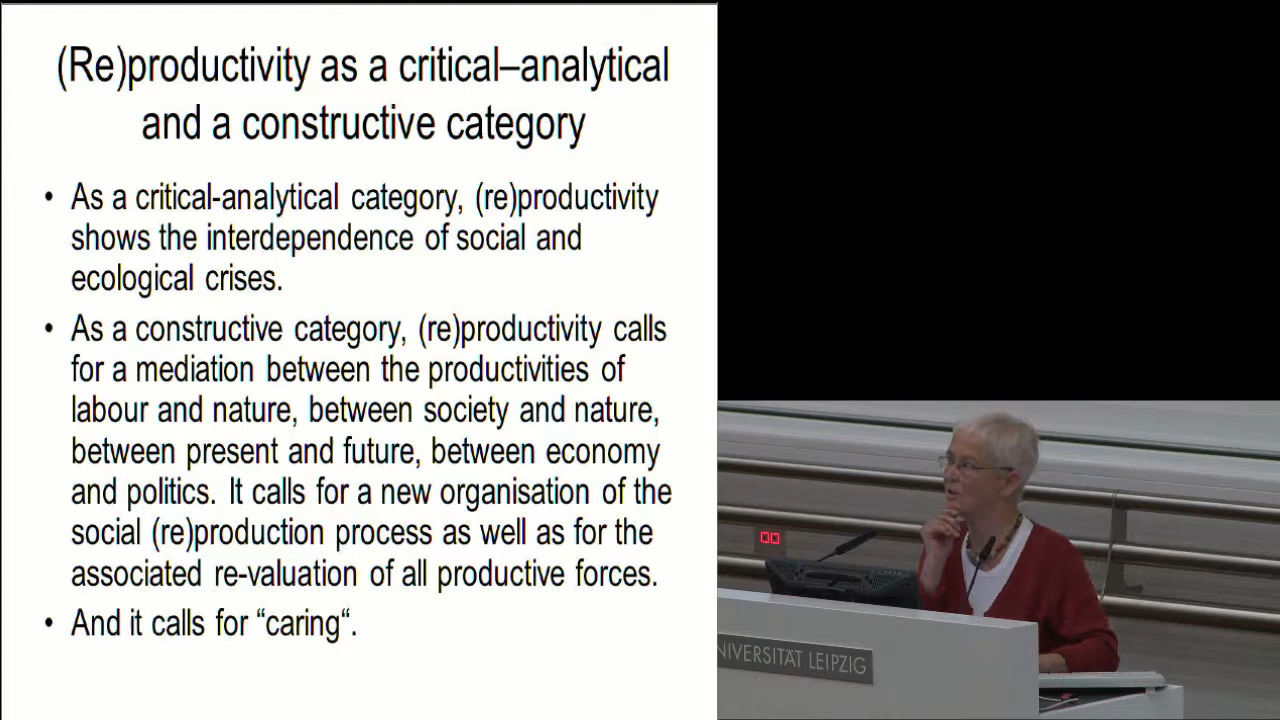 (Re)productivity as a critical–analytical
and a constructive category
• As a critical-analytical category, (re)productivity
shows the interdependence of social and
ecological crises.
• As a constructive category, (re)productivity calls
for a mediation between the productivities of
labour and nature, between society and nature,
between present and future, between economy
and politics. It calls for a new organisation of the
social (re)production process as well as for the
associated re-valuation of all productive forces.
• And it calls for “caring“.
00
NIVERSITÄT LEIPZIG